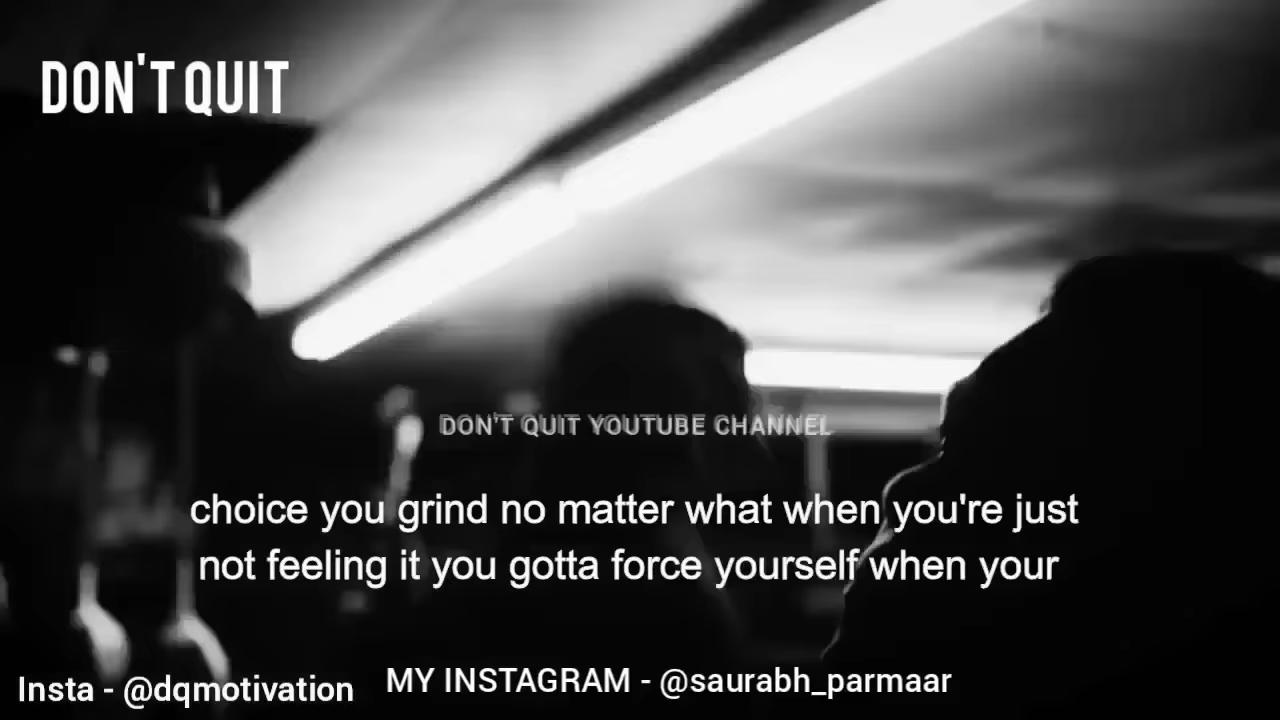 DON'T QUIT
DON'T QUIT YOUTUBE CHANNEL
choice you grind no matter what when you're just
not feeling it you gotta force yourself when your
Insta - @dqmotivation
MY INSTAGRAM - @saurabh_parmaar